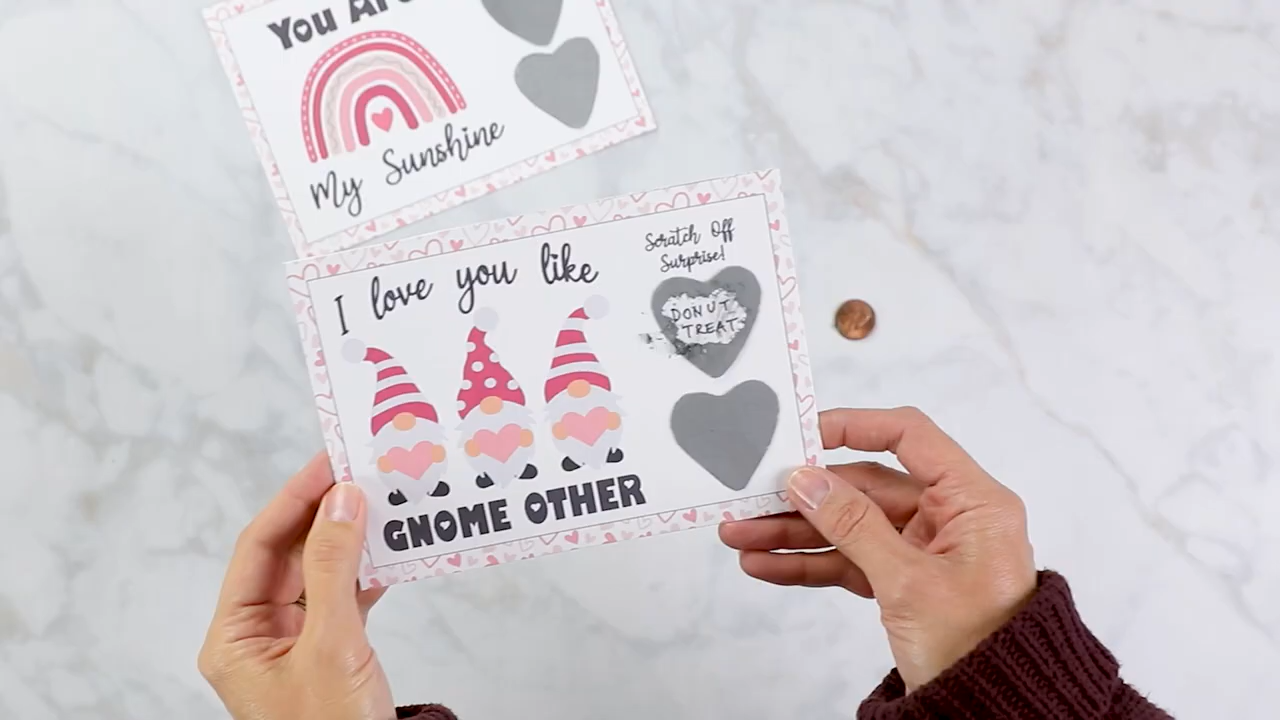 You Are
My Sunshine
I love you like
GNOME OTHER
Scratch Off
Surprise!
DONUT
TREAT